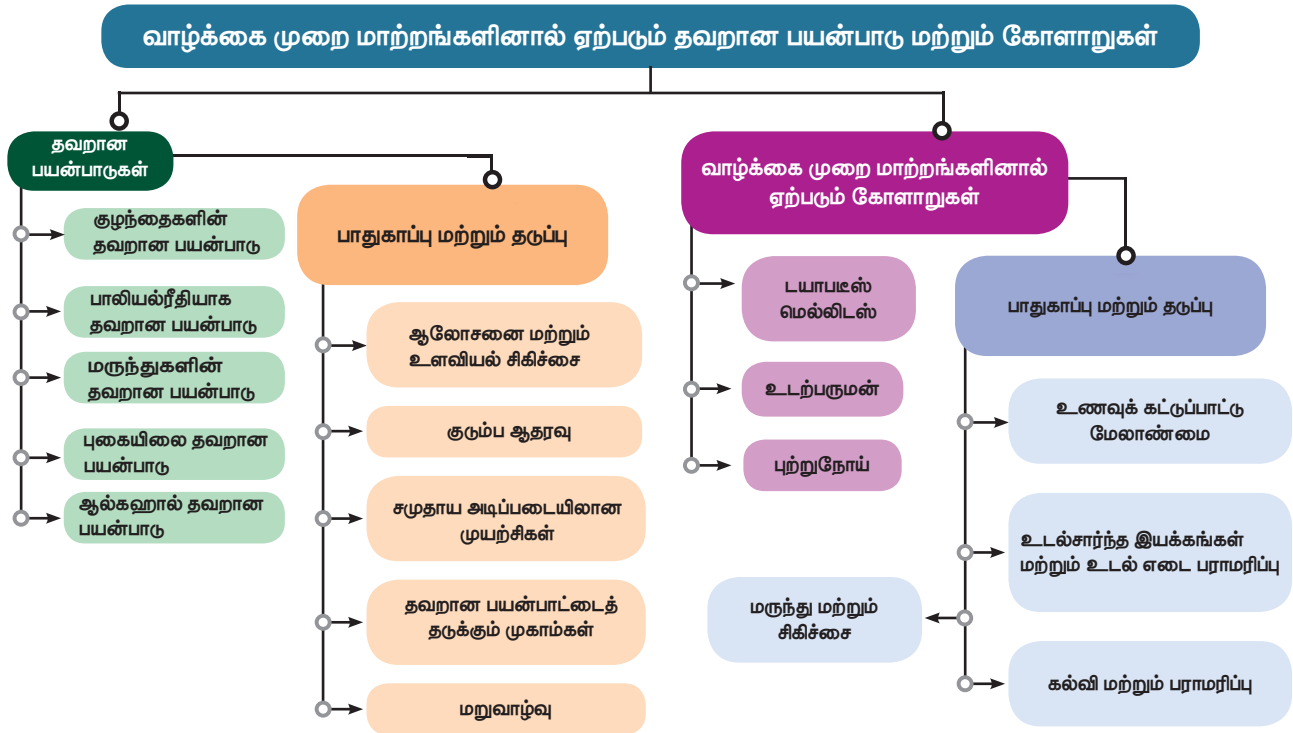 வாழ்க்கை முறை மாற்றங்களினால் ஏற்படும் தவறான பயன்பாடு மற்றும் கோளாறுகள்
தவறான
பயன்பாடுகள்
குழந்தைகளின்
தவறான பயன்பாடு
பாலியல்ரீதியாக
தவறான பயன்பாடு
மருந்துகளின்
தவறான பயன்பாடு
புகையிலை தவறான
பயன்பாடு
ஆல்கஹால் தவறான
பயன்பாடு
பாதுகாப்பு மற்றும் தடுப்பு
ஆலோசனை மற்றும்
உளவியல் சிகிச்சை
குடும்ப ஆதரவு
சமுதாய அடிப்படையிலான
முயற்சிகள்
தவறான பயன்பாட்டைத்
தடுக்கும் முகாம்கள்
மறுவாழ்வு
வாழ்க்கை முறை மாற்றங்களினால்
ஏற்படும் கோளாறுகள்
டயாபடீஸ்
மெல்லிடஸ்
உடற்பருமன்
புற்றுநோய்
பாதுகாப்பு மற்றும் தடுப்பு
உணவுக் கட்டுப்பாட்டு
மேலாண்மை
உடல்சார்ந்த இயக்கங்கள்
மற்றும் உடல் எடை பராமரிப்பு
மருந்து மற்றும்
சிகிச்சை
கல்வி மற்றும் பராமரிப்பு